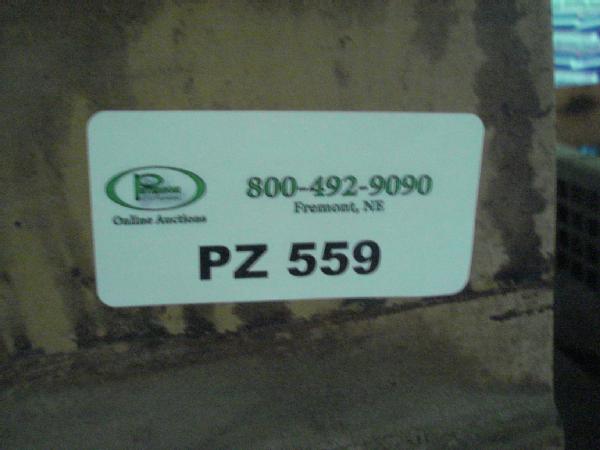 800-492-9090
Fremont, NE
Online Auctions
PZ 559